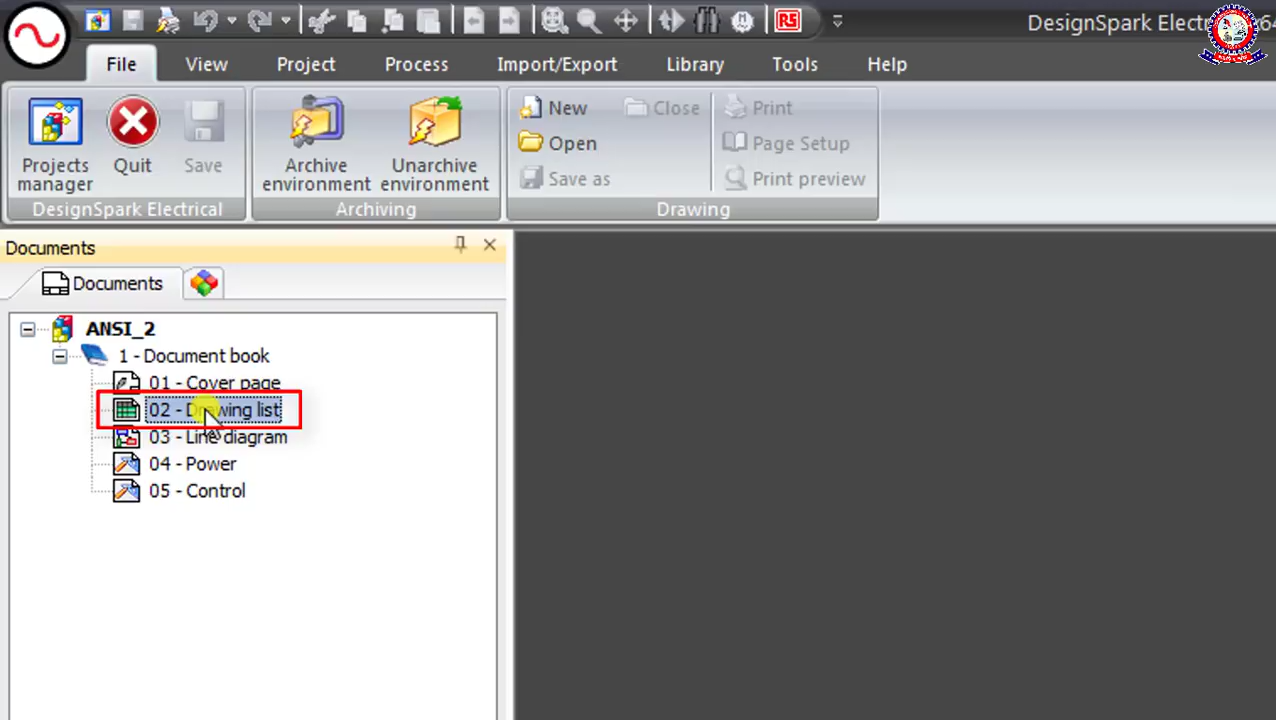 DesignSpark Elect
File View Project Process Import/Export Library Tools Help
Projects manager
Quit
Save
Archive environment
Unarchive environment
New
Close
Open
Save as
Print
Page Setup
Print preview
DesignSpark Electrical
Archiving
Drawing
Documents
Documents
ANSI_2
1 - Document book
01 - Cover page
02 - Drawing list
03 - Line diagram
04 - Power
05 - Control